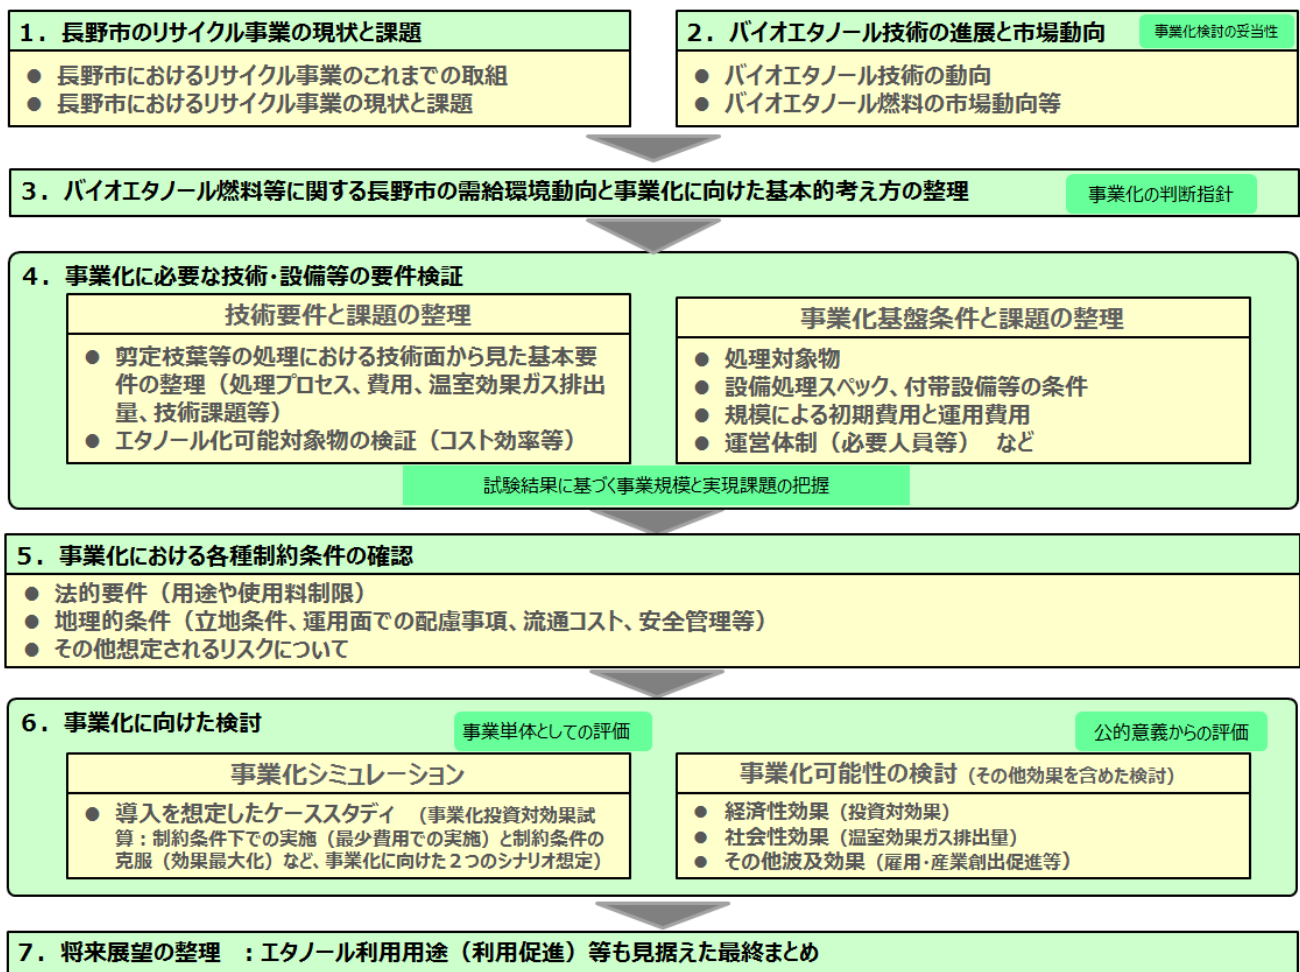 1．長野市のリサイクル事業の現状と課題
● 長野市におけるリサイクル事業のこれまでの取組
● 長野市におけるリサイクル事業の現状と課題
2．バイオエタノール技術の進展と市場動向
事業化検討の妥当性
● バイオエタノール技術の動向
● バイオエタノール燃料の市場動向等
3．バイオエタノール燃料等に関する長野市の需給環境動向と事業化に向けた基本的考え方の整理
事業化の判断指針
4．事業化に必要な技術･設備等の要件検証
技術要件と課題の整理
● 剪定枝葉等の処理における技術面から見た基本要
件の整理（処理プロセス、費用、温室効果ガス排出
量、技術課題等）
● エタノール化可能対象物の検証（コスト効率等）
事業化基盤条件と課題の整理
● 処理対象物
● 設備処理スペック、付帯設備等の条件
● 規模による初期費用と運用費用
● 運営体制（必要人員等）　など
試験結果に基づく事業規模と実現課題の把握
5．事業化における各種制約条件の確認
● 法的要件（用途や使用料制限）
● 地理的条件（立地条件、運用面での配慮事項、流通コスト、安全管理等）
● その他想定されるリスクについて
6．事業化に向けた検討
事業単体としての評価
公的意義からの評価
事業化シミュレーション
● 導入を想定したケーススタディ　（事業化投資対効果試
算：制約条件下での実施（最少費用での実施）と制約条件の
克服（効果最大化）など、事業化に向けた２つのシナリオ想定）
事業化可能性の検討（その他効果を含めた検討）
● 経済性効果（投資対効果）
● 社会性効果（温室効果ガス排出量）
● その他波及効果（雇用･産業創出促進等）
7．将来展望の整理　：エタノール利用用途（利用促進）等も見据えた最終まとめ